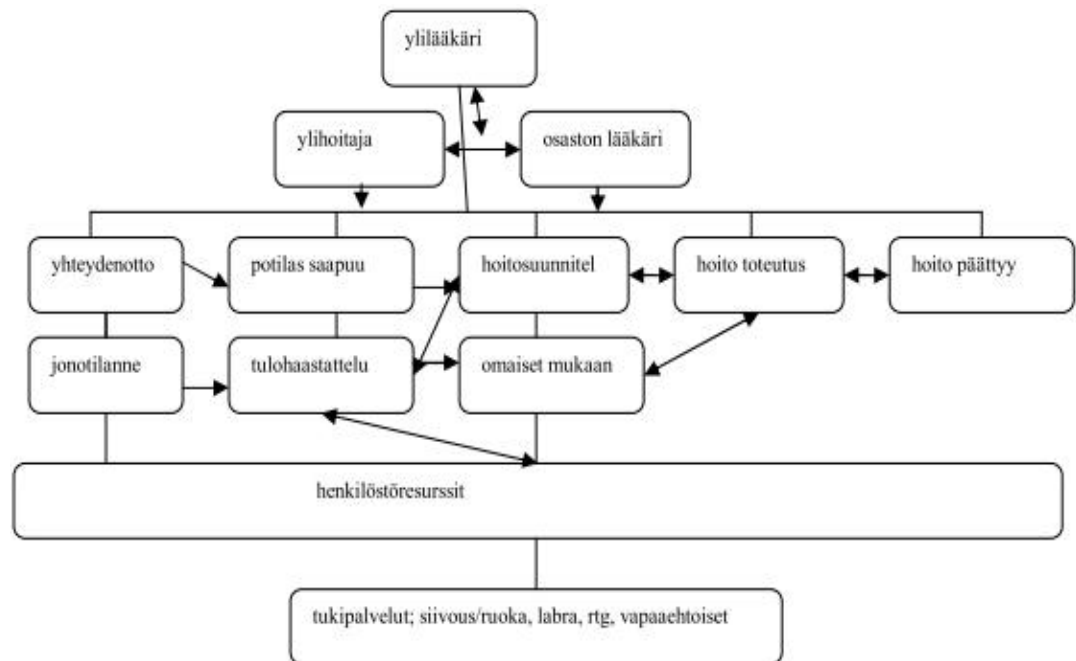 ylilääkäri
ylihoitaja
osaston lääkäri
yhteydenotto
potilas saapuu
hoitosuunnitel
hoito toteutus
hoito päättyy
jonotilanne
tulohaastattelu
omaiset mukaan
henkilöstöresurssit
tukipalvelut; siivous/ruoka, labra, rtg, vapaaehtoiset